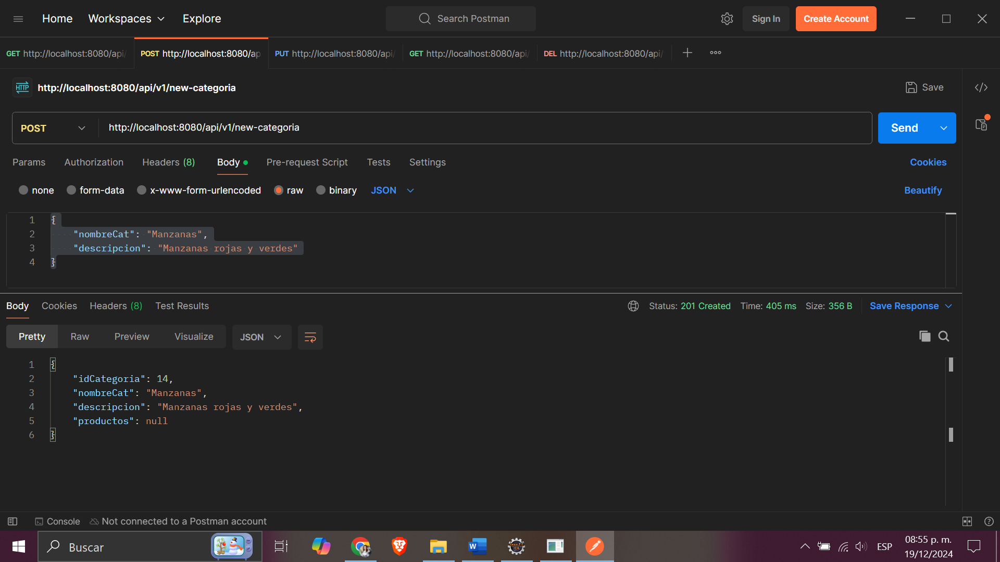 Home Workspaces Explore Search Postman Sign In Create Account
GET http://localhost:8080/api/ POST http://localhost:8080/ap PUT http://localhost:8080/api/ GET http://localhost:8080/api/ DEL http://localhost:8080/api/
HTTP http://localhost:8080/api/v1/new-categoria Save
POST http://localhost:8080/api/v1/new-categoria Send
Params Authorization Headers (8) Body Pre-request Script Tests Settings Cookies
none form-data x-www-form-urlencoded raw binary JSON Beautify
1 {
2 "nombreCat": "Manzanas",
3 "descripcion": "Manzanas rojas y verdes"
4 }
Body Cookies Headers (8) Test Results Status: 201 Created Time: 405 ms Size: 356 B Save Response
Pretty Raw Preview Visualize JSON
1 {
2 "idCategoria": 14,
3 "nombreCat": "Manzanas",
4 "descripcion": "Manzanas rojas y verdes",
5 "productos": null
6 }
Console Not connected to a Postman account
Buscar ESP 08:55 p. m.
19/12/2024